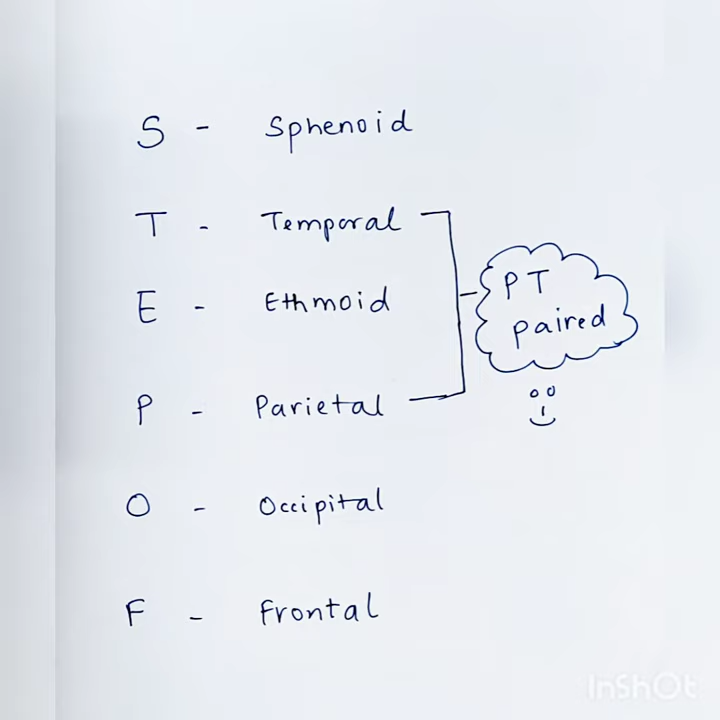 S - Sphenoid
T - Temporal
E - Ethmoid
PT
paired
P - Parietal
O - Occipital
F - Frontal
InShOt